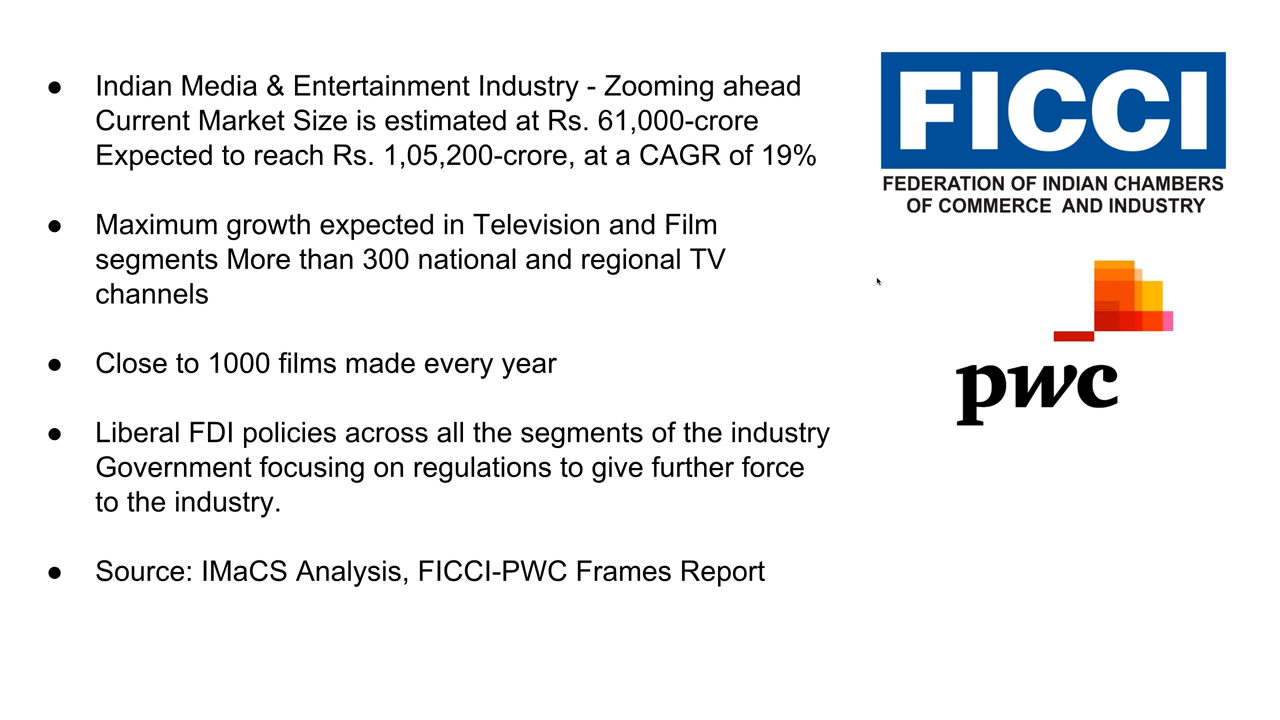 ● Indian Media & Entertainment Industry - Zooming ahead
Current Market Size is estimated at Rs. 61,000-crore
Expected to reach Rs. 1,05,200-crore, at a CAGR of 19%
● Maximum growth expected in Television and Film
segments More than 300 national and regional TV
channels
● Close to 1000 films made every year
● Liberal FDI policies across all the segments of the industry
Government focusing on regulations to give further force
to the industry.
● Source: IMaCS Analysis, FICCI-PWC Frames Report
FICCI
FEDERATION OF INDIAN CHAMBERS
OF COMMERCE AND INDUSTRY
pwc